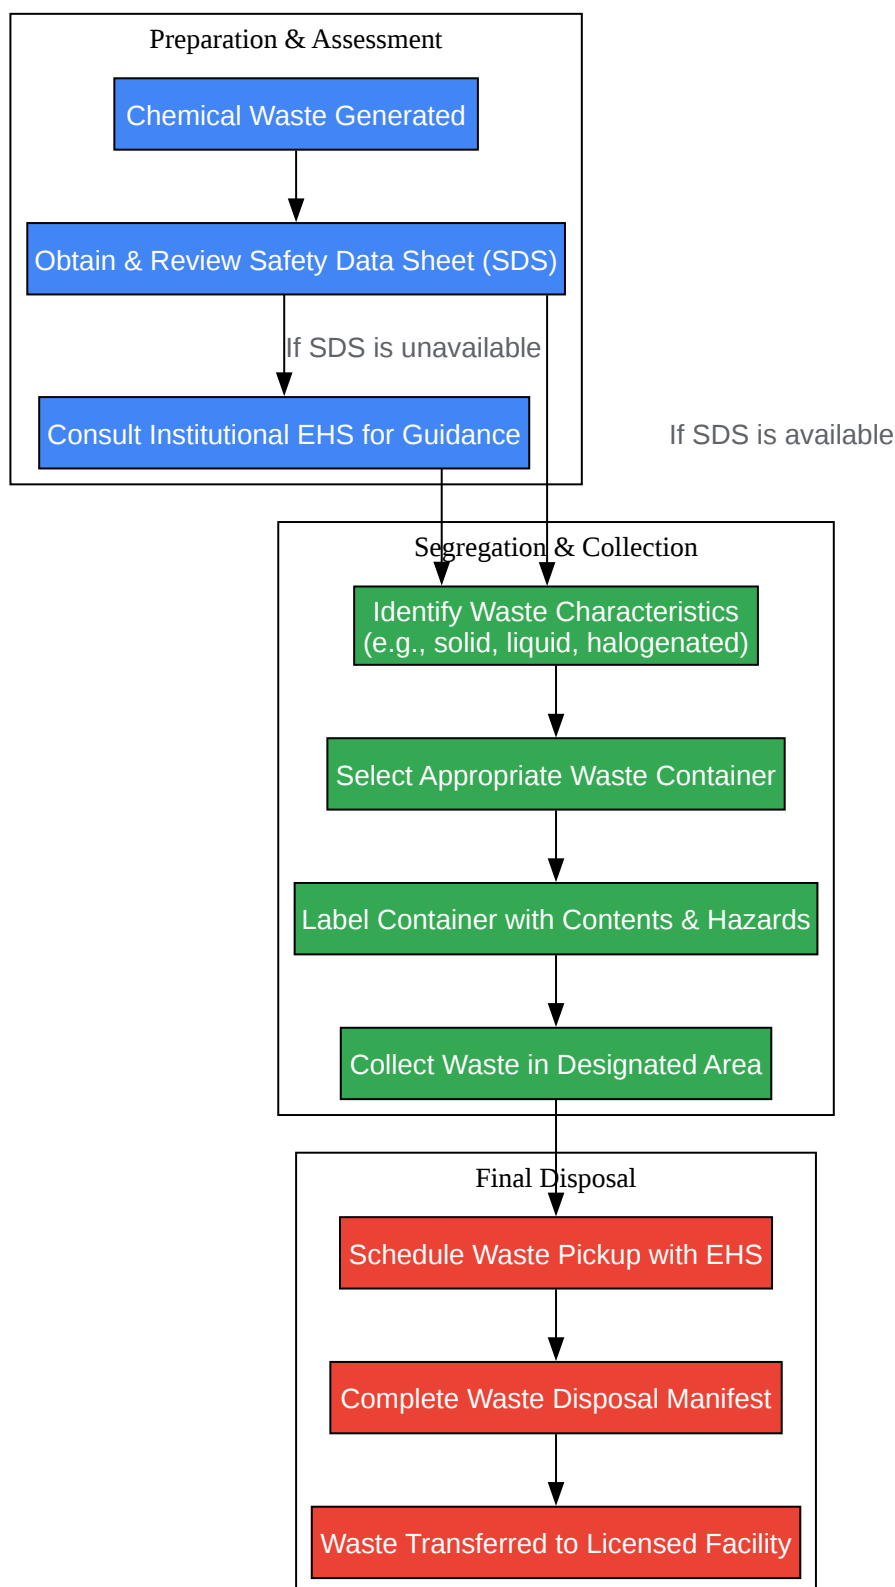 Preparation & Assessment
Chemical Waste Generated
Obtain & Review Safety Data Sheet (SDS)
If SDS is unavailable
Consult Institutional EHS for Guidance
If SDS is available
Segregation & Collection
Identify Waste Characteristics
(e.g., solid, liquid, halogenated)
Select Appropriate Waste Container
Label Container with Contents & Hazards
Collect Waste in Designated Area
Final Disposal
Schedule Waste Pickup with EHS
Complete Waste Disposal Manifest
Waste Transferred to Licensed Facility